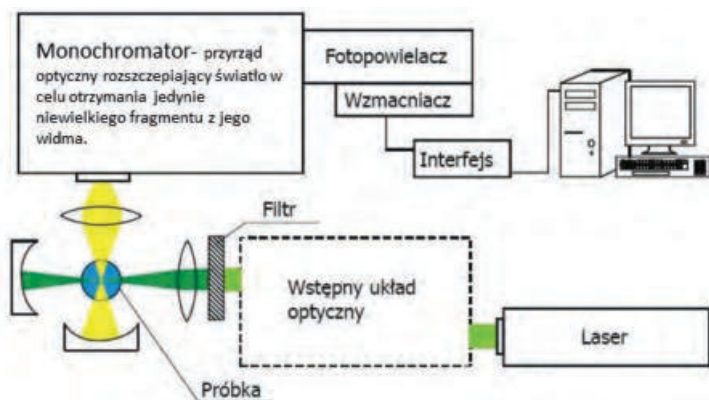 Monochromator- przyrząd
optyczny rozszczepiający światło w
celu otrzymania jedynie
niewielkiego fragmentu z jego
widma.
Fotopowielacz
Wzmacniacz
Interfejs
Filtr
Wstępny układ
optyczny
Laser
Próbka